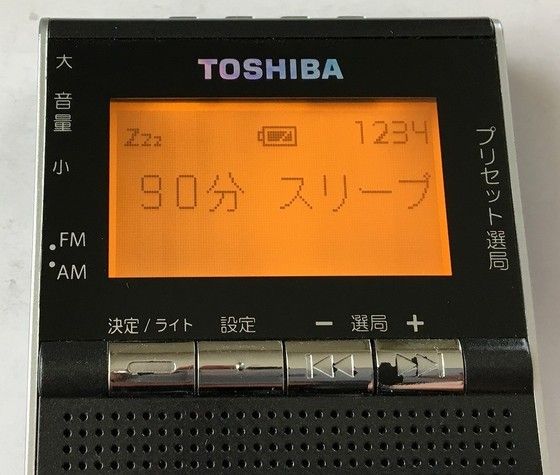 大
TOSHIBA
音量
小
Zzz
1234
90分 スリープ
プリセット選局
FM
AM
決定/ライト 設定 − 選局 +